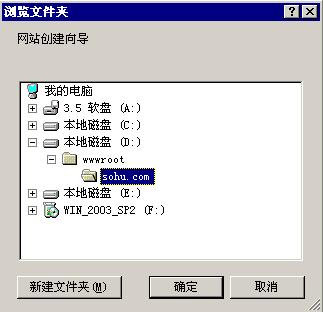 浏览文件夹
网站创建向导
我的电脑
3.5 软盘 (A:)
本地磁盘 (C:)
本地磁盘 (D:)
wwwroot
sohu.com
本地磁盘 (E:)
WIN_2003_SP2 (F:)
新建文件夹(M) 确定 取消